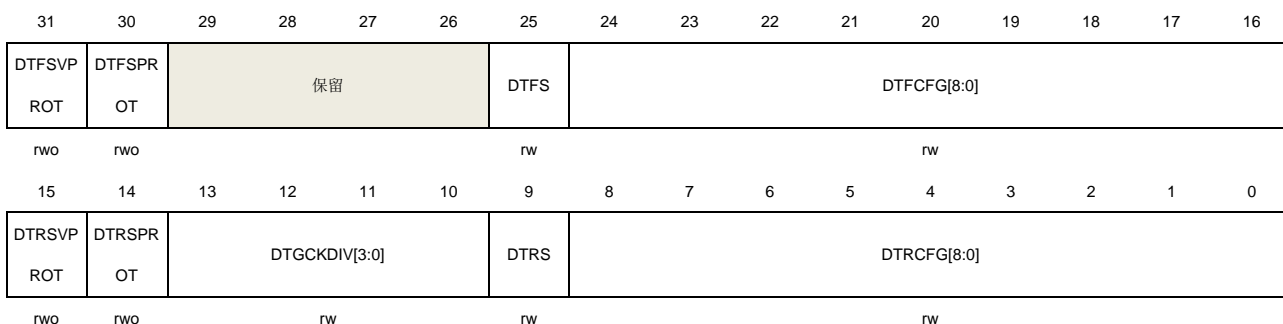 31 30 29 28 27 26 25 24 23 22 21 20 19 18 17 16
DTFSVP DTFSPR
保留 DTFS DTFCFG[8:0]
ROT OT
rwo rwo rw rw
15 14 13 12 11 10 9 8 7 6 5 4 3 2 1 0
DTRSVP DTRSPR
DTGCKDIV[3:0] DTRS DTRCFG[8:0]
ROT OT
rwo rwo rw rw rw